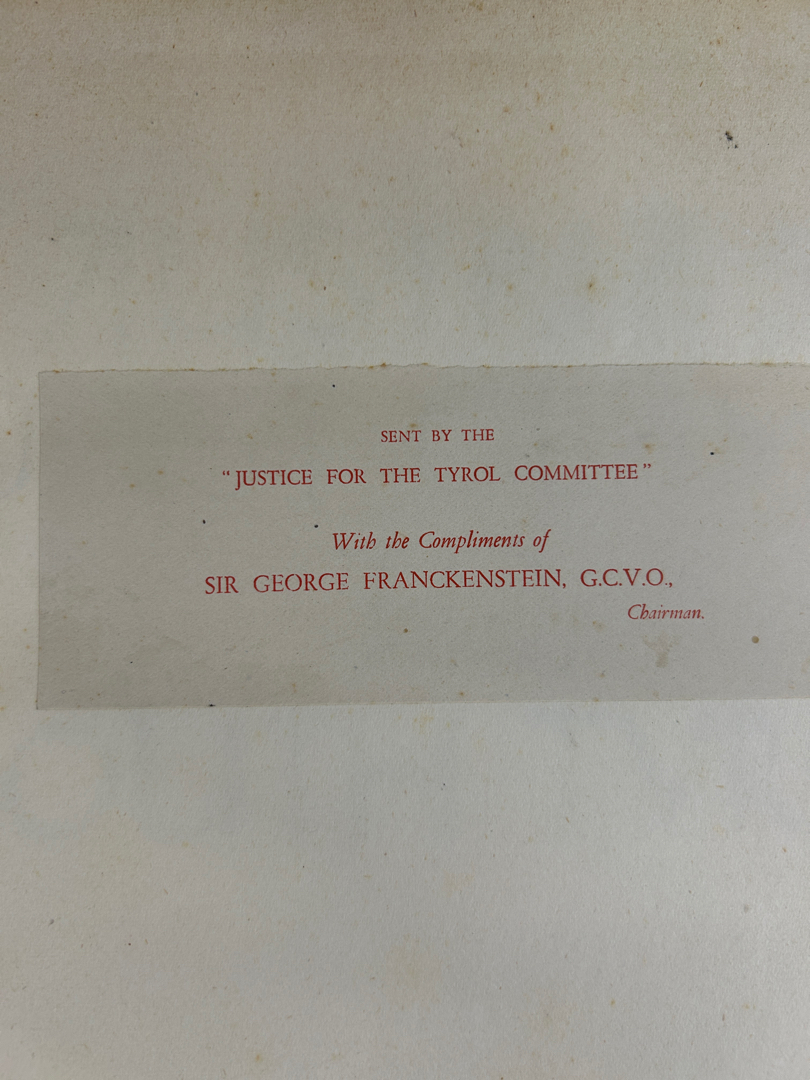 SENT BY THE
“JUSTICE FOR THE TYROL COMMITTEE”
With the Compliments of
SIR GEORGE FRANCKENSTEIN, G.C.V.O.,
Chairman.